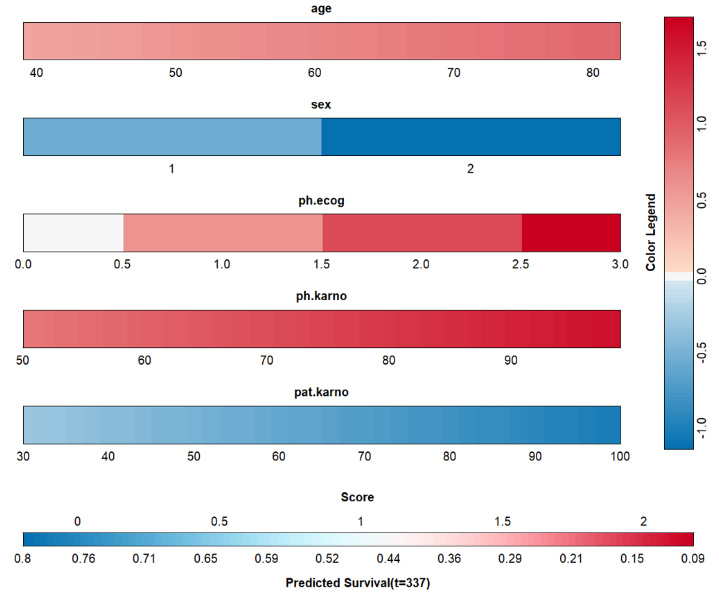 age
40 50 60 70 80
sex
1 2
ph.ecog
0.0 0.5 1.0 1.5 2.0 2.5 3.0
ph.karno
50 60 70 80 90
pat.karno
30 40 50 60 70 80 90 100
Score
0 0.5 1 1.5 2
0.8 0.76 0.71 0.65 0.59 0.52 0.44 0.36 0.29 0.21 0.15 0.09
Predicted Survival(t=337)
Color Legend
1.5
1.0
0.5
0.0
-0.5
-1.0